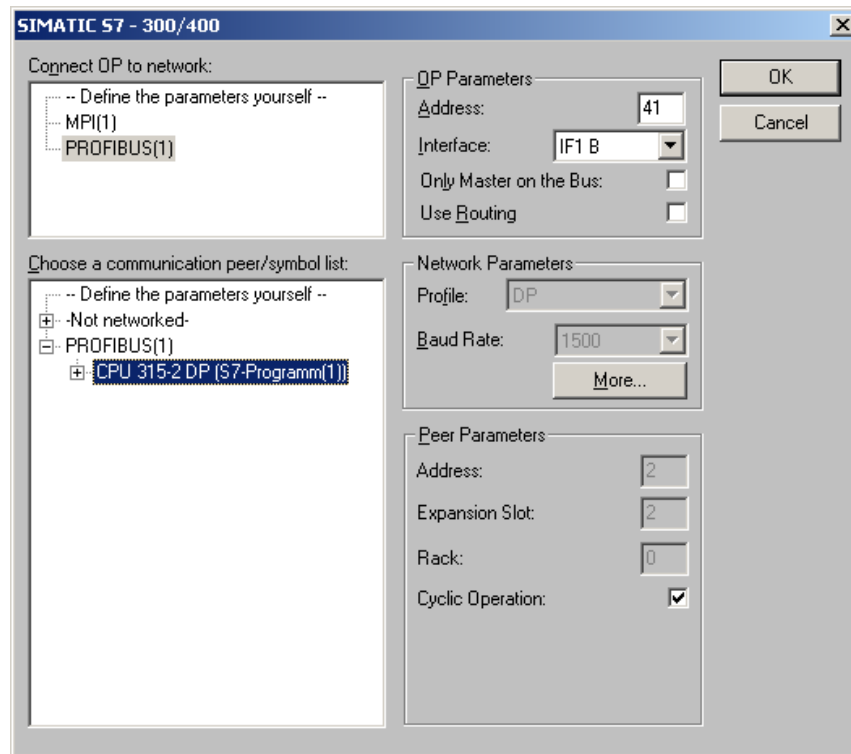 SIMATIC S7 - 300/400
Connect OP to network:
-- Define the parameters yourself --
MPI(1)
PROFIBUS(1)
Choose a communication peer/symbol list:
-- Define the parameters yourself --
-Not networked-
PROFIBUS(1)
CPU 315-2 DP (S7-Programm(1))
OP Parameters
Address: 41
Interface: IF1 B
Only Master on the Bus:
Use Routing
Network Parameters
Profile: DP
Baud Rate: 1500
More...
Peer Parameters
Address: 2
Expansion Slot: 2
Rack: 0
Cyclic Operation:
OK
Cancel